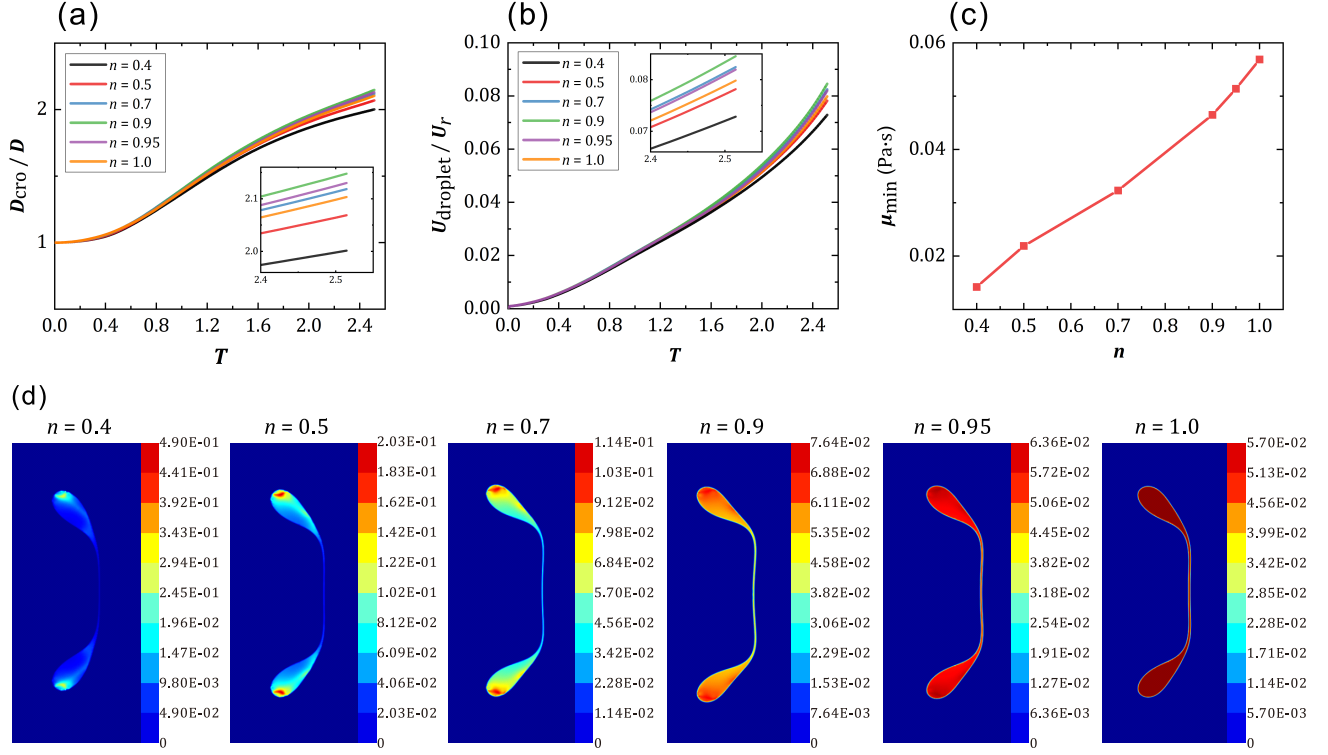 (a)
D_cro / D
n = 0.4
n = 0.5
n = 0.7
n = 0.9
n = 0.95
n = 1.0
2
1
0.0 0.4 0.8 1.2 1.6 2.0 2.4
T
2.1
2.0
2.4 2.5
(b)
U_droplet / U_r
n = 0.4
n = 0.5
n = 0.7
n = 0.9
n = 0.95
n = 1.0
0.10
0.08
0.06
0.04
0.02
0.00
0.0 0.4 0.8 1.2 1.6 2.0 2.4
T
0.08
0.07
2.4 2.5
(c)
μ_min (Pa·s)
0.06
0.04
0.02
0.4 0.5 0.6 0.7 0.8 0.9 1.0
n
(d)
n = 0.4
4.90E-01
4.41E-01
3.92E-01
3.43E-01
2.94E-01
2.45E-01
1.96E-02
1.47E-02
9.80E-03
4.90E-02
0
n = 0.5
2.03E-01
1.83E-01
1.62E-01
1.42E-01
1.22E-01
1.02E-01
8.12E-02
6.09E-02
4.06E-02
2.03E-02
0
n = 0.7
1.14E-01
1.03E-01
9.12E-02
7.98E-02
6.84E-02
5.70E-02
4.56E-02
3.42E-02
2.28E-02
1.14E-02
0
n = 0.9
7.64E-02
6.88E-02
6.11E-02
5.35E-02
4.58E-02
3.82E-02
3.06E-02
2.29E-02
1.53E-02
7.64E-03
0
n = 0.95
6.36E-02
5.72E-02
5.06E-02
4.45E-02
3.82E-02
3.18E-02
2.54E-02
1.91E-02
1.27E-02
6.36E-03
0
n = 1.0
5.70E-02
5.13E-02
4.56E-02
3.99E-02
3.42E-02
2.85E-02
2.28E-02
1.71E-02
1.14E-02
5.70E-03
0